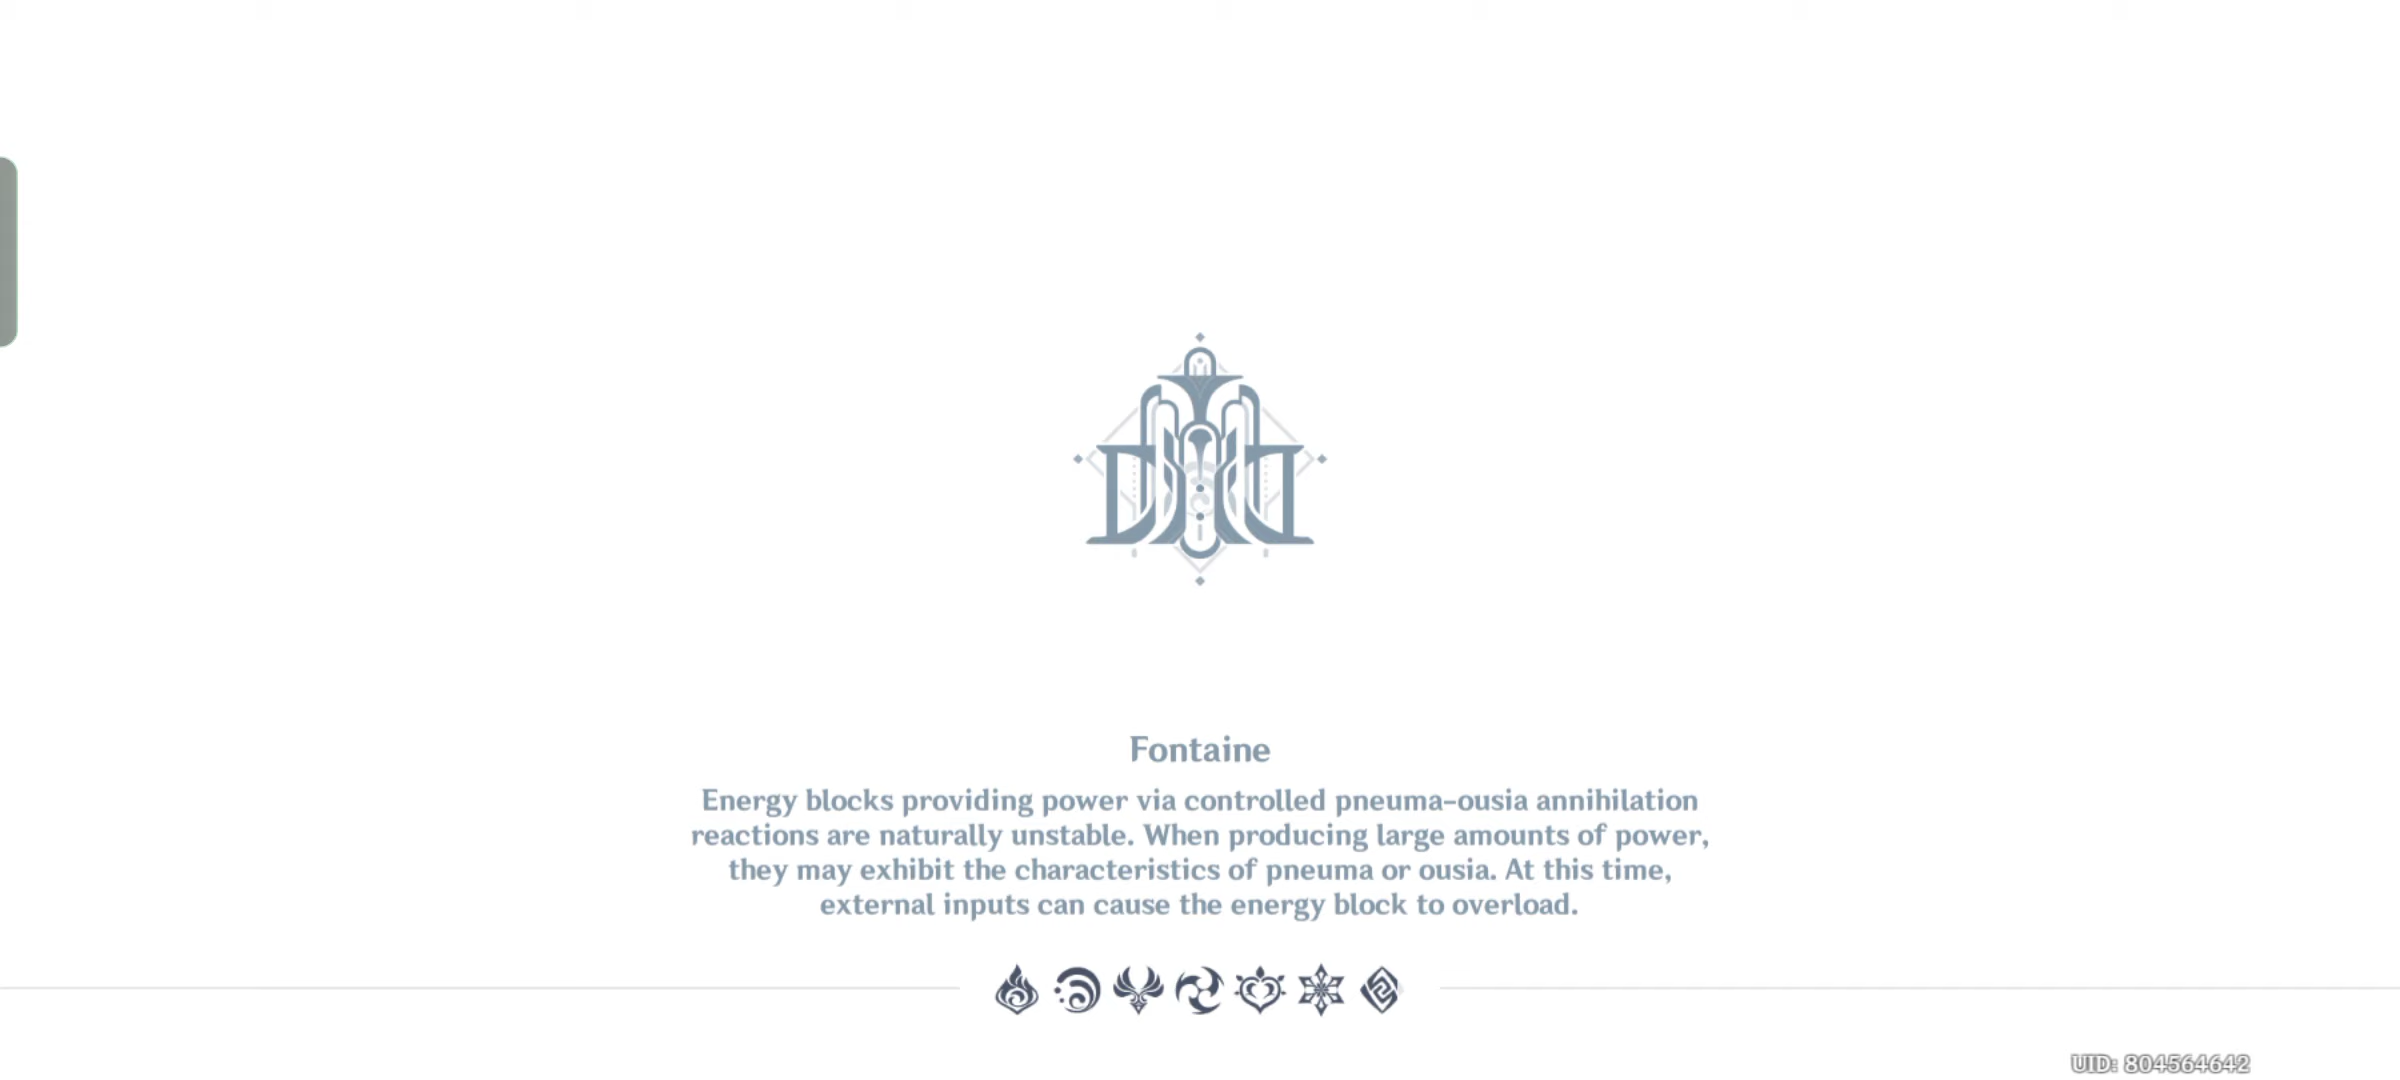 Fontaine
Energy blocks providing power via controlled pneuma-ousia annihilation
reactions are naturally unstable. When producing large amounts of power,
they may exhibit the characteristics of pneuma or ousia. At this time,
external inputs can cause the energy block to overload.
UID: 804564642